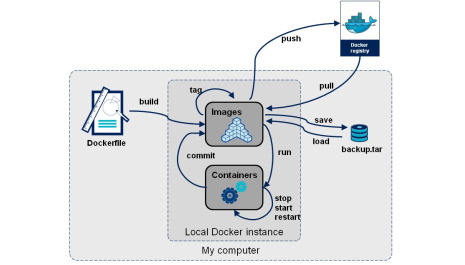 push
Docker
registry
pull
tag
build
Images
save
load
Dockerfile
backup.tar
commit
run
Containers
stop
start
restart
Local Docker instance
My computer